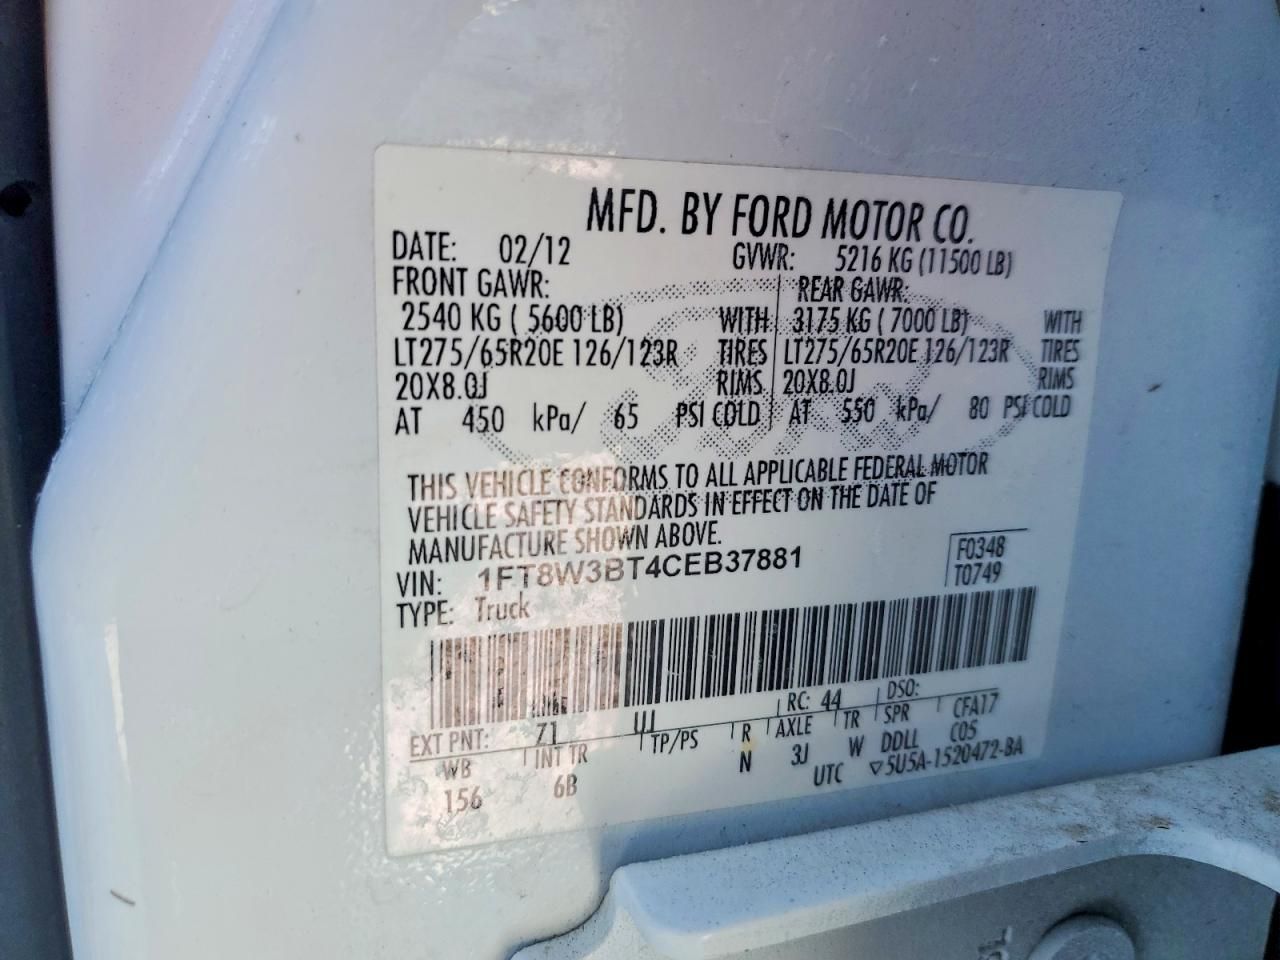 MFD. BY FORD MOTOR CO.
DATE: 02/12 GVWR: 5216 KG (11500 LB)
FRONT GAWR: REAR GAWR:
2540 KG ( 5600 LB) WITH 3175 KG ( 7000 LB) WITH
LT275/65R20E 126/123R TIRES LT275/65R20E 126/123R TIRES
20X8.0J RIMS 20X8.0J RIMS
AT 450 kPa/ 65 PSI COLD AT 550 kPa/ 80 PSI COLD
THIS VEHICLE CONFORMS TO ALL APPLICABLE FEDERAL MOTOR
VEHICLE SAFETY STANDARDS IN EFFECT ON THE DATE OF
MANUFACTURE SHOWN ABOVE.
VIN: 1FT8W3BT4CEB37881 F0348
TYPE: Truck T0749
EXT PNT: Z1 UJ RC: 44 DSO:
WB INT TR TP/PS R AXLE TR SPR CFA17
156 6B N 3J W DDLL C05
UTC ▽5U5A-1520472-BA